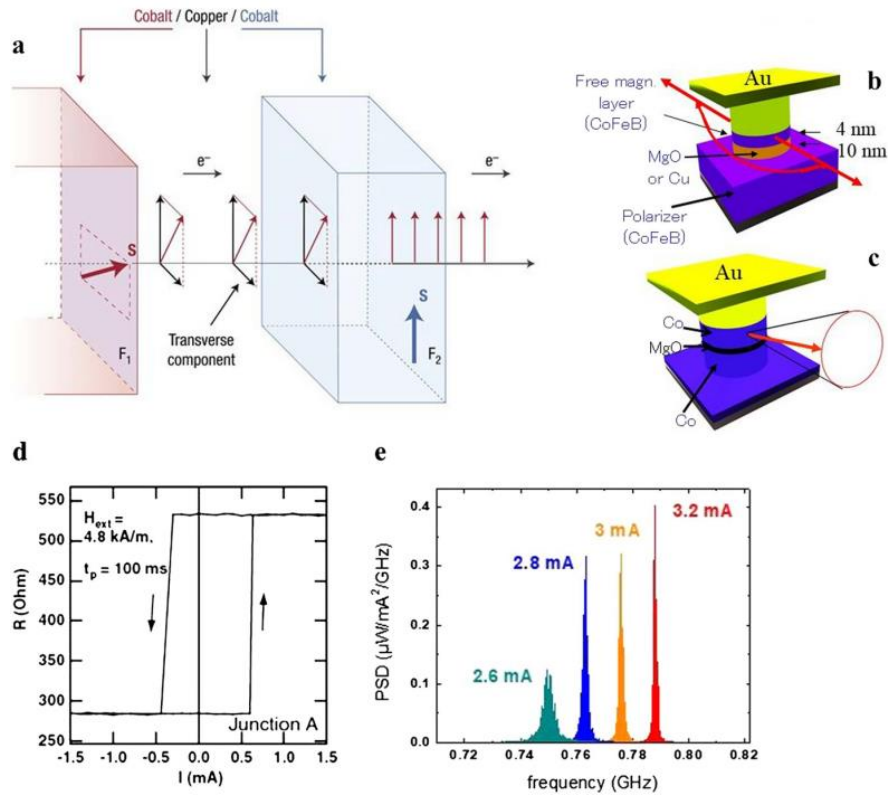 Cobalt / Copper / Cobalt
a
e⁻
e⁻
S
Transverse
component
F₁
S
F₂
b
Au
Free magn.
layer
(CoFeB)
4 nm
10 nm
MgO
or Cu
Polarizer
(CoFeB)
c
Au
Co
MgO
Co
d
R (Ohm)
550
500
450
400
350
300
250
H_ext =
4.8 kA/m.
t_p = 100 ms
Junction A
-1.5 -1.0 -0.5 0.0 0.5 1.0 1.5
I (mA)
e
PSD (µW/mA²/GHz)
0.4
0.3
0.2
0.1
0.0
3.2 mA
3 mA
2.8 mA
2.6 mA
0.72 0.74 0.76 0.78 0.80 0.82
frequency (GHz)